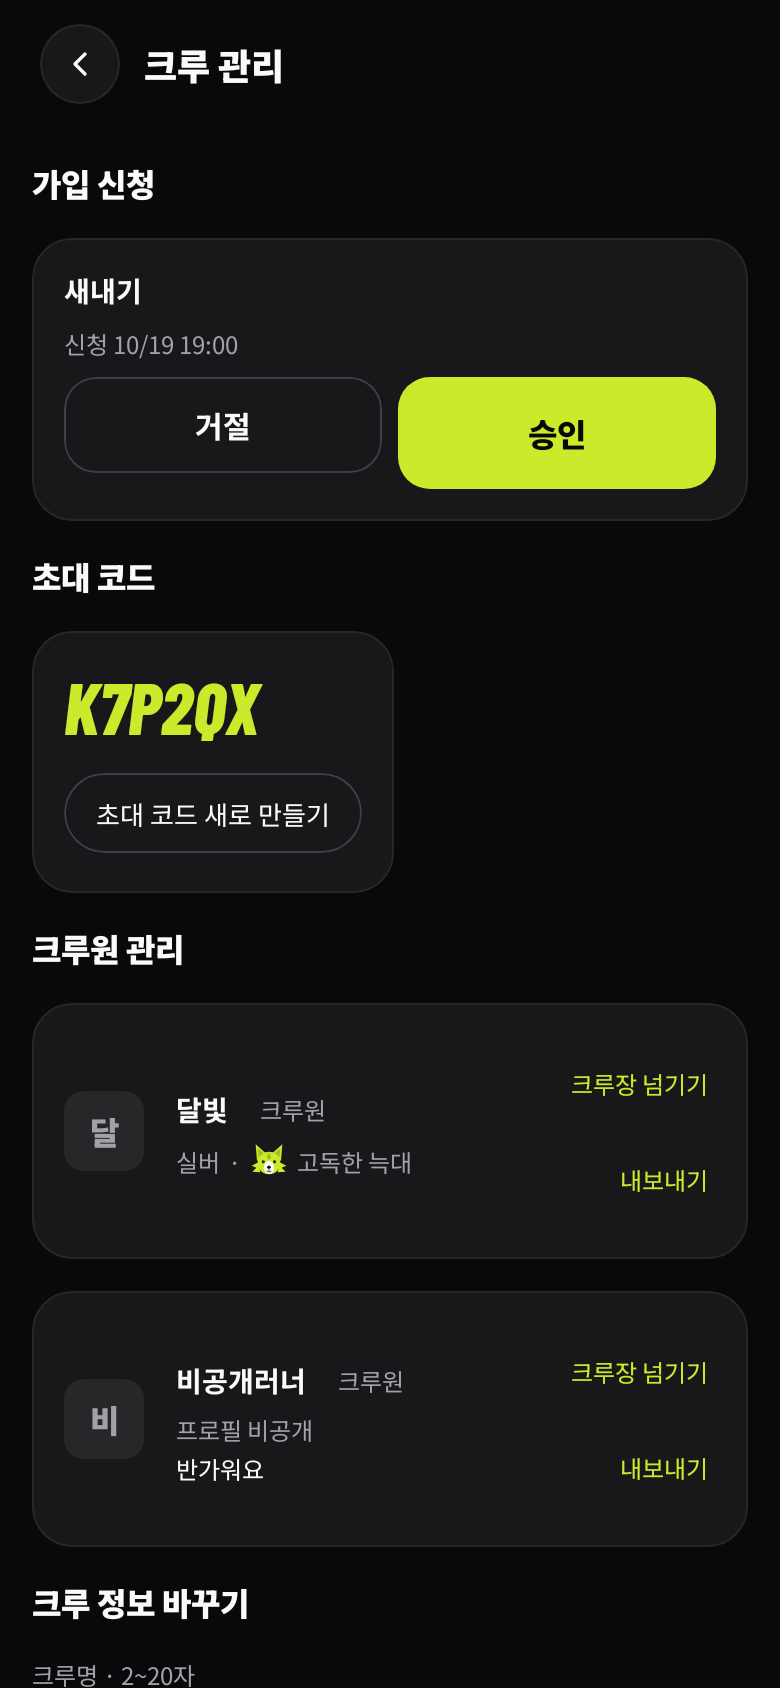 크루 관리
가입 신청
새내기
신청 10/19 19:00
거절
승인
초대 코드
K7P2QX
초대 코드 새로 만들기
크루원 관리
달
달빛 크루원
실버 · 고독한 늑대
크루장 넘기기
내보내기
비
비공개러너 크루원
프로필 비공개
반가워요
크루장 넘기기
내보내기
크루 정보 바꾸기
크루명 · 2~20자